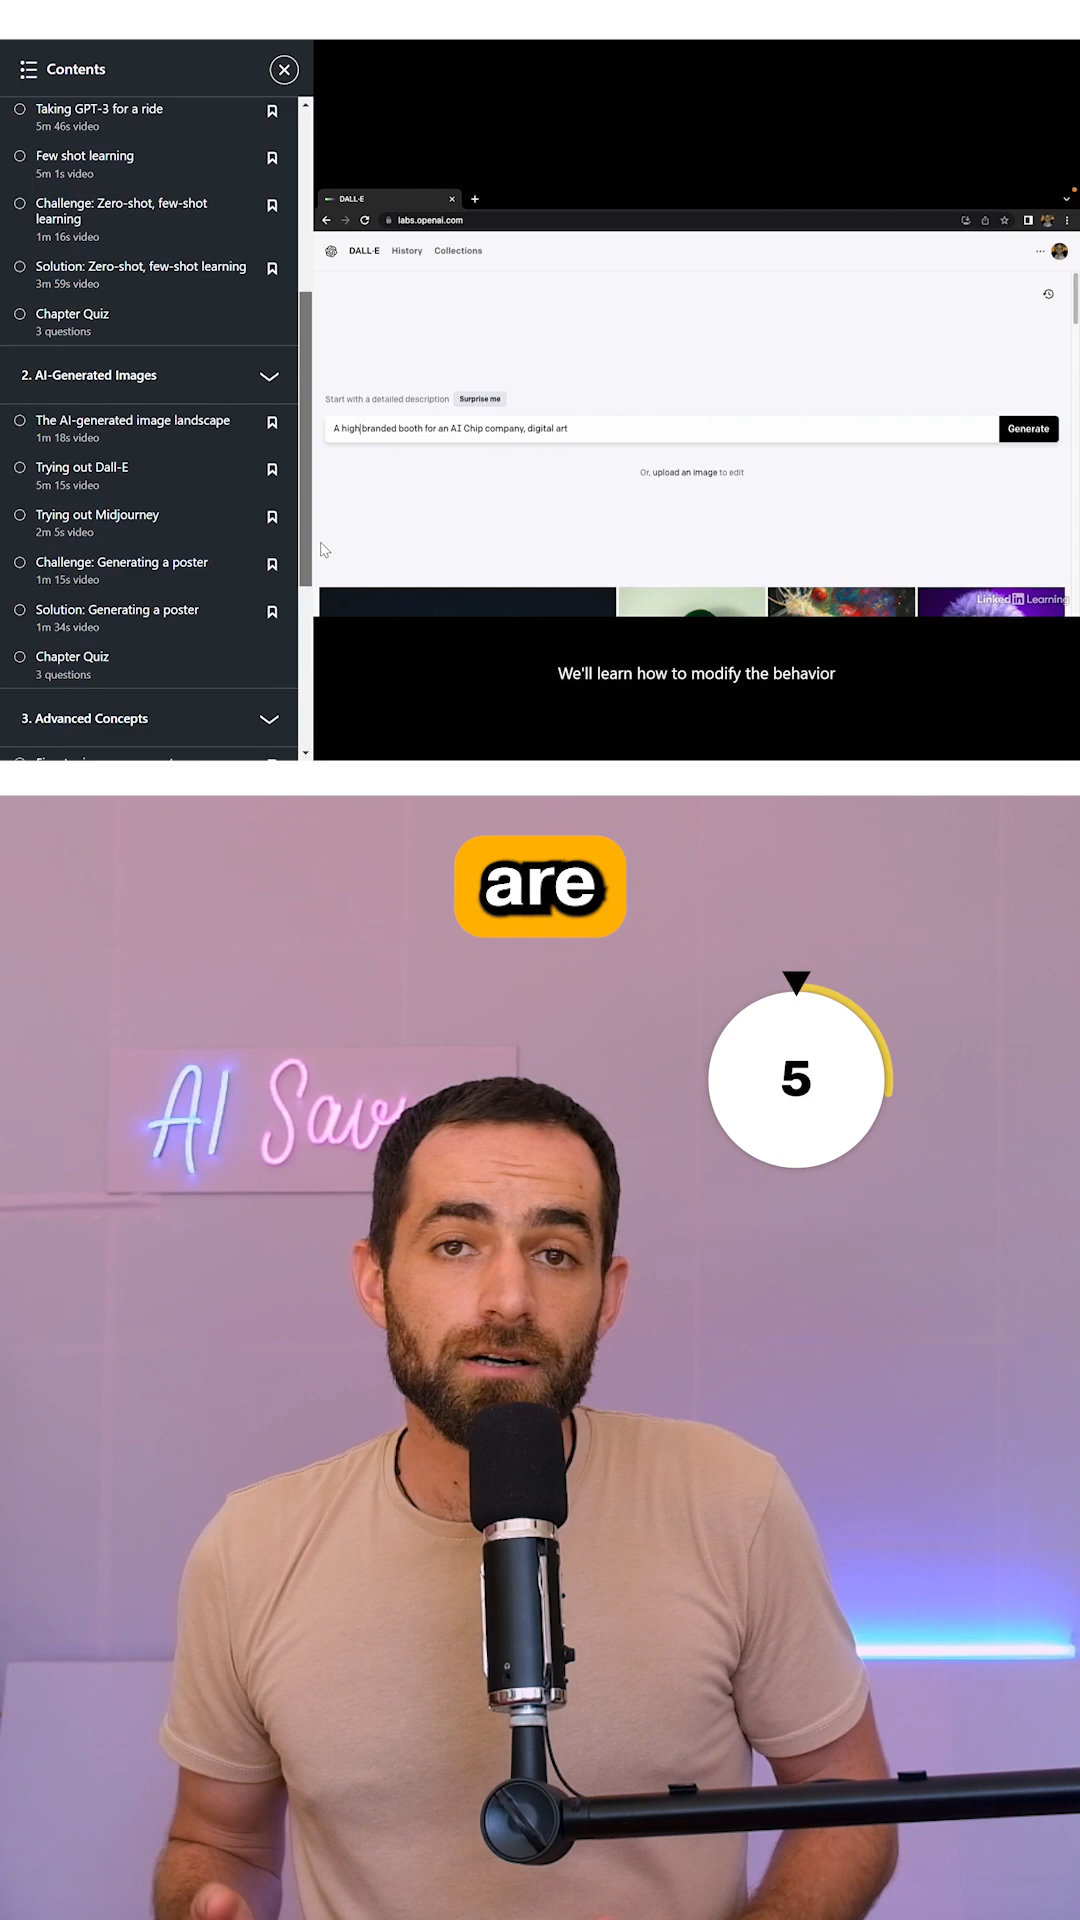 Contents
Taking GPT-3 for a ride
5m 46s video
Few shot learning
5m 1s video
Challenge: Zero-shot, few-shot
learning
1m 16s video
Solution: Zero-shot, few-shot learning
3m 59s video
Chapter Quiz
3 questions
2. AI-Generated Images
The AI-generated image landscape
1m 18s video
Trying out Dall-E
5m 15s video
Trying out Midjourney
2m 5s video
Challenge: Generating a poster
1m 15s video
Solution: Generating a poster
1m 34s video
Chapter Quiz
3 questions
3. Advanced Concepts
DALL·E
labs.openai.com
DALL·E History Collections
Start with a detailed description Surprise me
A high branded booth for an AI Chip company, digital art Generate
Or, upload an image to edit
LinkedIn Learning
We'll learn how to modify the behavior
are
5
AI Sav